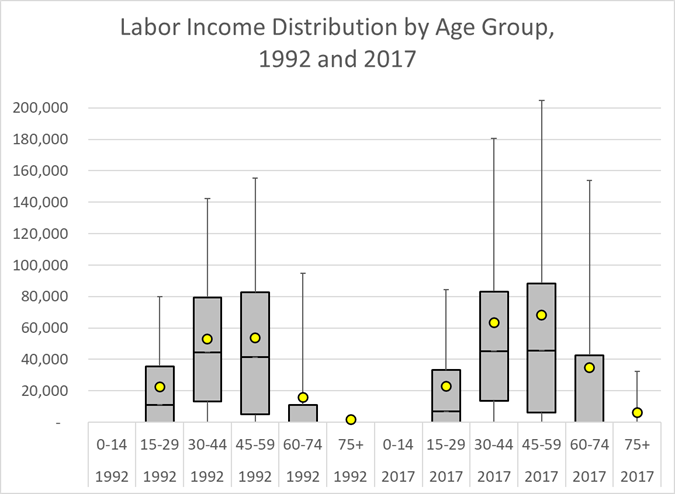 Labor Income Distribution by Age Group,
1992 and 2017
200,000
180,000
160,000
140,000
120,000
100,000
80,000
60,000
40,000
20,000
-
0-14 15-29 30-44 45-59 60-74 75+ 0-14 15-29 30-44 45-59 60-74 75+
1992 1992 1992 1992 1992 1992 2017 2017 2017 2017 2017 2017